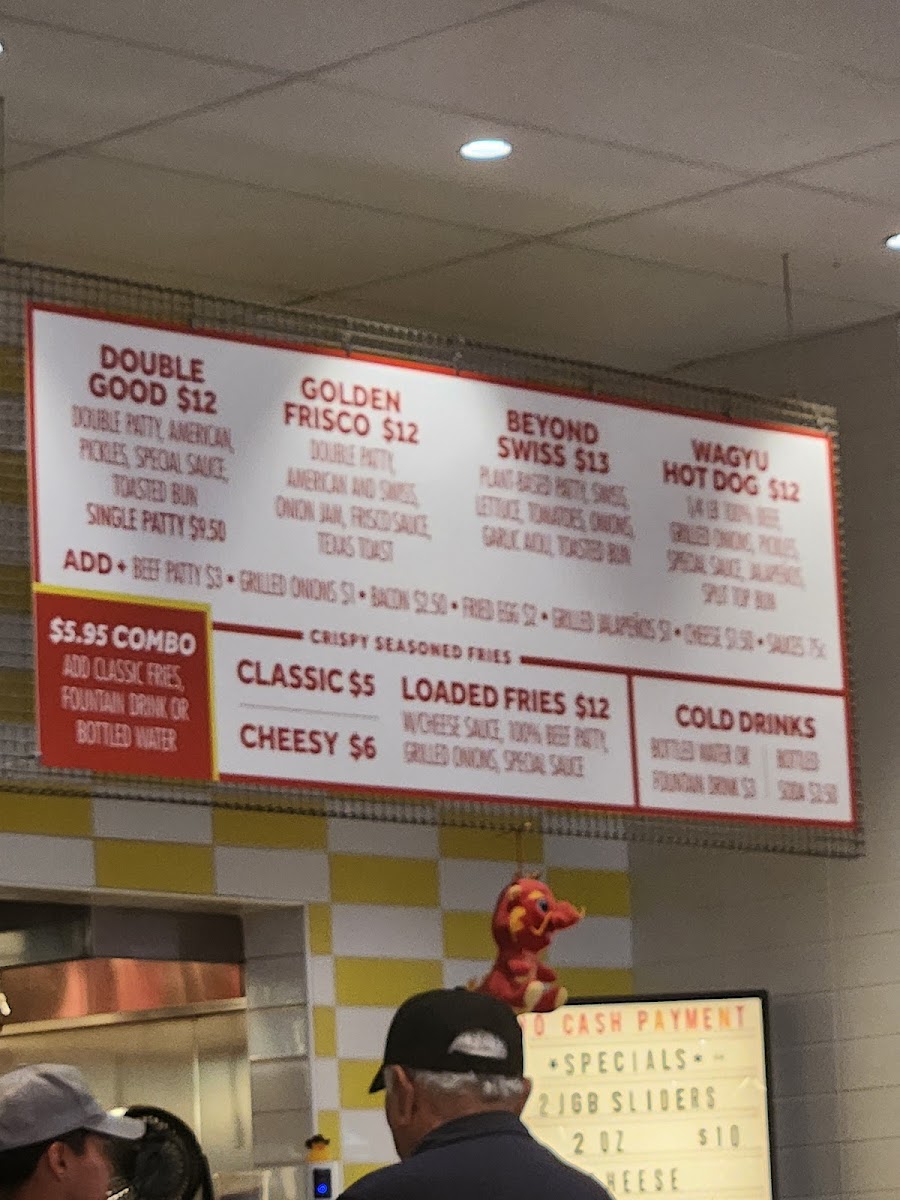 DOUBLE
GOOD $12
DOUBLE PATTY, AMERICAN,
PICKLES, SPECIAL SAUCE,
TOASTED BUN
SINGLE PATTY $9.50
GOLDEN
FRISCO $12
DOUBLE PATTY,
AMERICAN AND SWISS,
ONION JAM, FRISCO SAUCE,
TEXAS TOAST
BEYOND
SWISS $13
PLANT-BASED PATTY, SWISS,
LETTUCE, TOMATOES, ONIONS,
GARLIC AIOLI, TOASTED BUN
WAGYU
HOT DOG $12
1/4 LB 100% BEEF,
GRILLED ONIONS, PICKLES,
SPECIAL SAUCE, JALAPEÑOS,
SPLIT TOP BUN
ADD + BEEF PATTY $3 • GRILLED ONIONS $1 • BACON $2.50 • FRIED EGG $2 • GRILLED JALAPEÑOS $1 • CHEESE $1.50 • SAUCES 75¢
$5.95 COMBO
ADD CLASSIC FRIES,
FOUNTAIN DRINK OR
BOTTLED WATER
CRISPY SEASONED FRIES
CLASSIC $5
CHEESY $6
LOADED FRIES $12
W/CHEESE SAUCE, 100% BEEF PATTY,
GRILLED ONIONS, SPECIAL SAUCE
COLD DRINKS
BOTTLED WATER OR
FOUNTAIN DRINK $3
BOTTLED
SODA $3.50
CASH PAYMENT
•SPECIALS•
2 JGB SLIDERS
2 OZ $10
HEESE